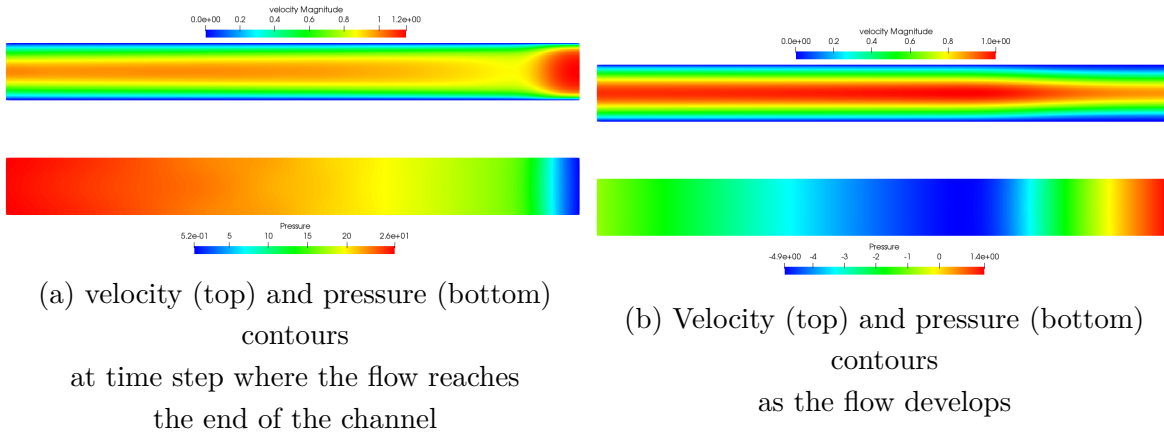 velocity Magnitude
0.0e+00 0.2 0.4 0.6 0.8 1 1.2e+00
Pressure
5.2e-01 5 10 15 20 2.6e+01
(a) velocity (top) and pressure (bottom)
contours
at time step where the flow reaches
the end of the channel
velocity Magnitude
0.0e+00 0.2 0.4 0.6 0.8 1.0e+00
Pressure
-4.9e+00 -4 -3 -2 -1 0 1.4e+00
(b) Velocity (top) and pressure (bottom)
contours
as the flow develops